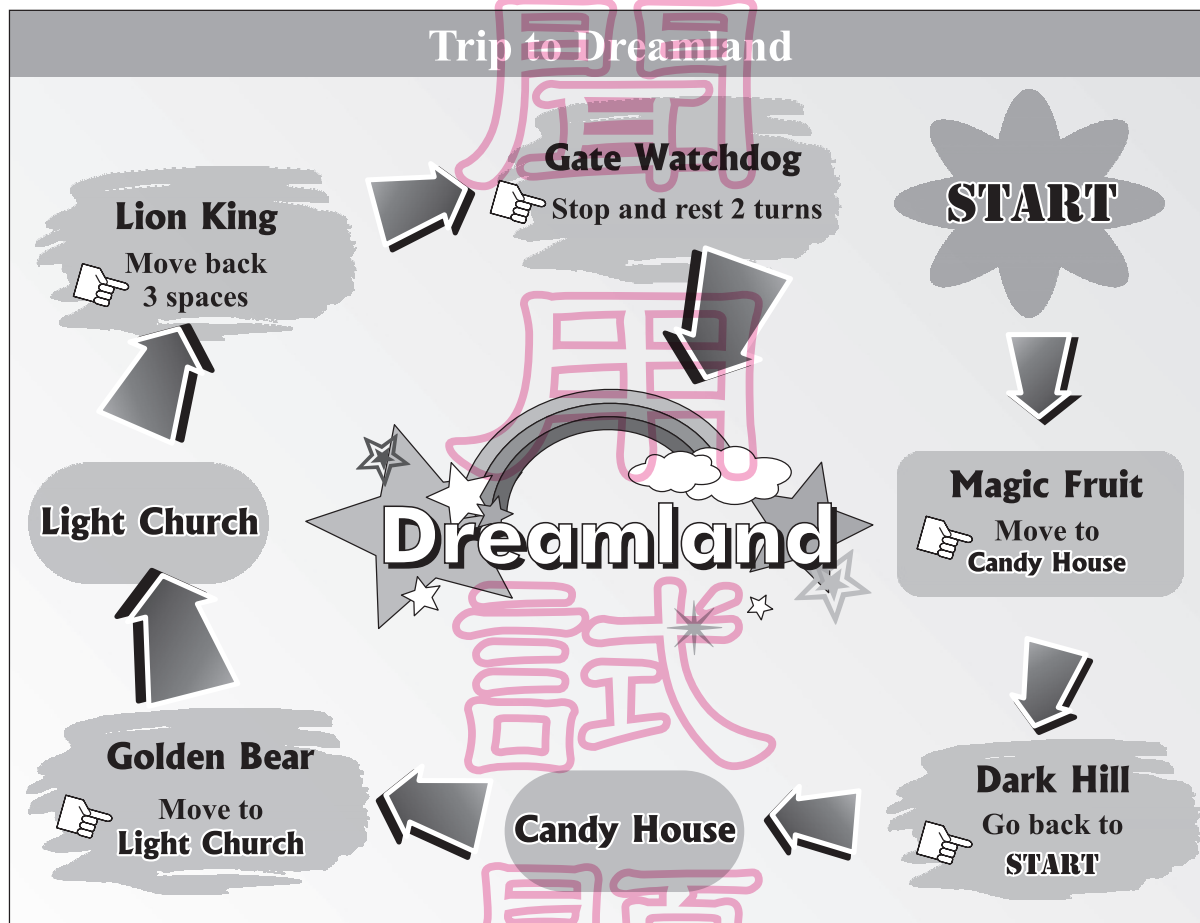 Trip to Dreamland
START
Magic Fruit
Move to
Candy House
Dark Hill
Go back to
START
Candy House
Golden Bear
Move to
Light Church
Light Church
Lion King
Move back
3 spaces
Gate Watchdog
Stop and rest 2 turns
Dreamland
用
試